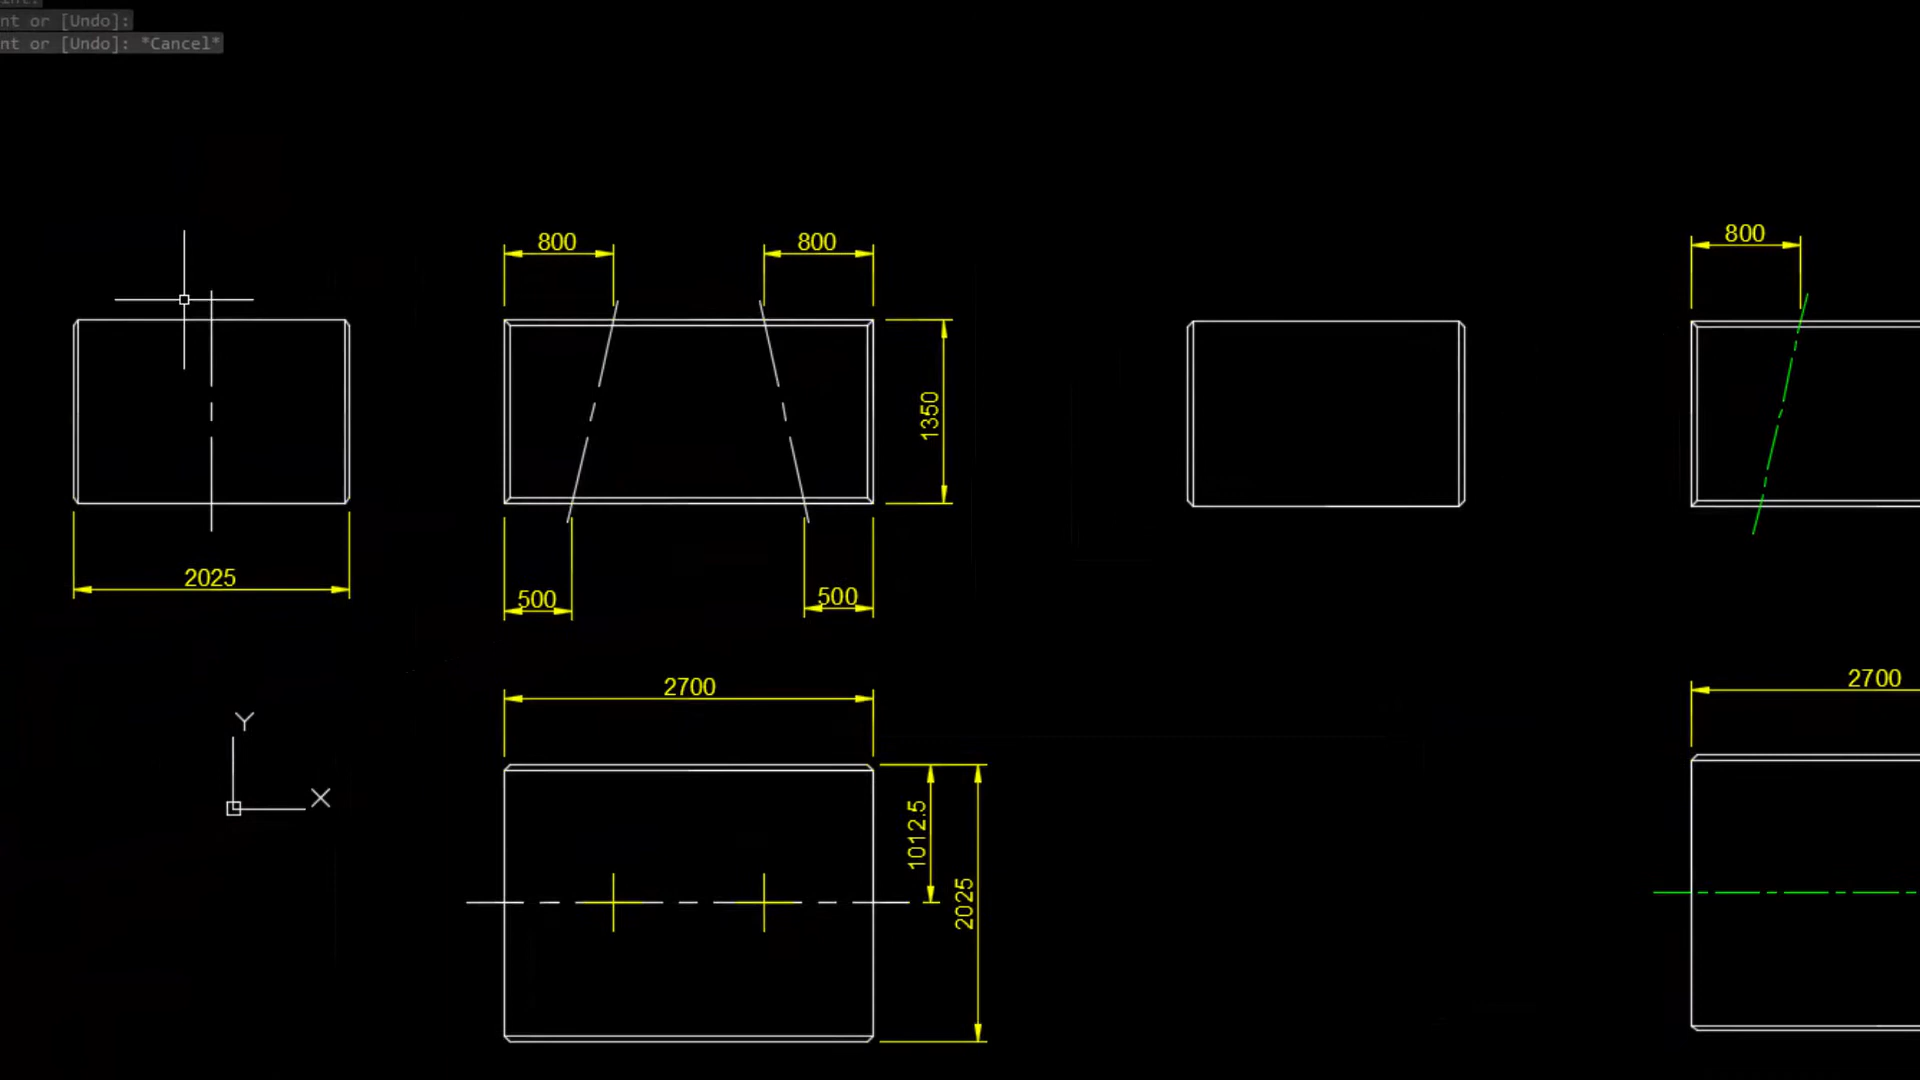 nt or [Undo]:
nt or [Undo]: *Cancel*
800
800
800
1350
2025
500
500
2700
2700
Y
X
1012.5
2025